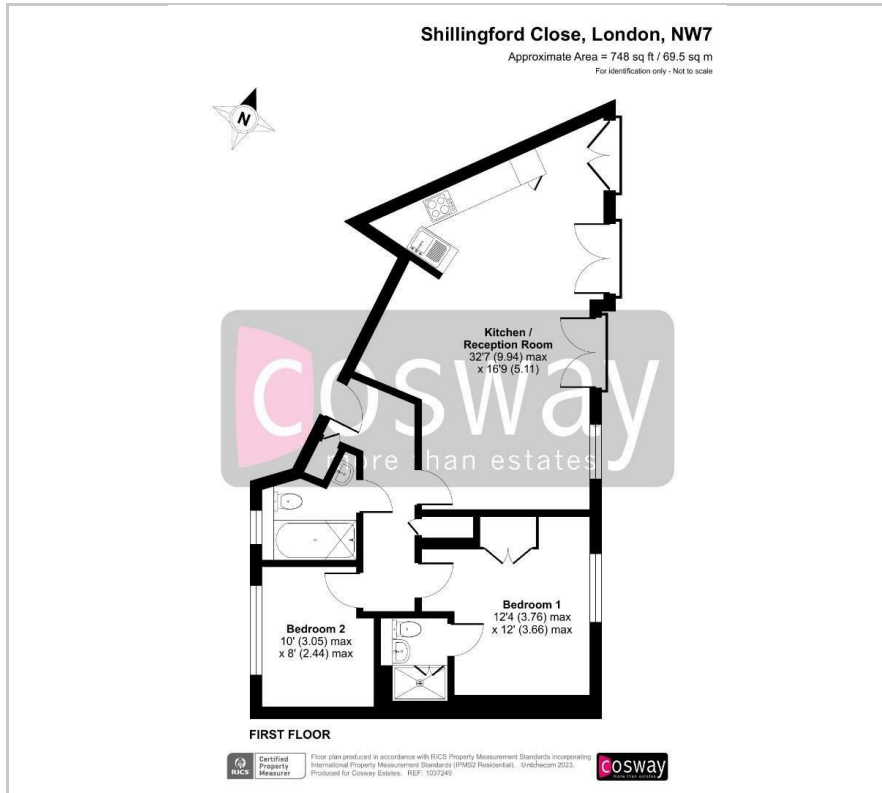 Shillingford Close, London, NW7
Approximate Area = 748 sq ft / 69.5 sq m
For identification only - Not to scale
N
Kitchen /
Reception Room
32'7 (9.94) max
x 16'9 (5.11)
cosway
more than estates
Bedroom 1
12'4 (3.76) max
x 12' (3.66) max
Bedroom 2
10' (3.05) max
x 8' (2.44) max
FIRST FLOOR
RICS
Certified
Property
Measurer
Floor plan produced in accordance with RICS Property Measurement Standards incorporating
International Property Measurement Standards (IPMS2 Residential). ©nichecom 2023.
Produced for Cosway Estates. REF: 1037249
cosway
more than estates